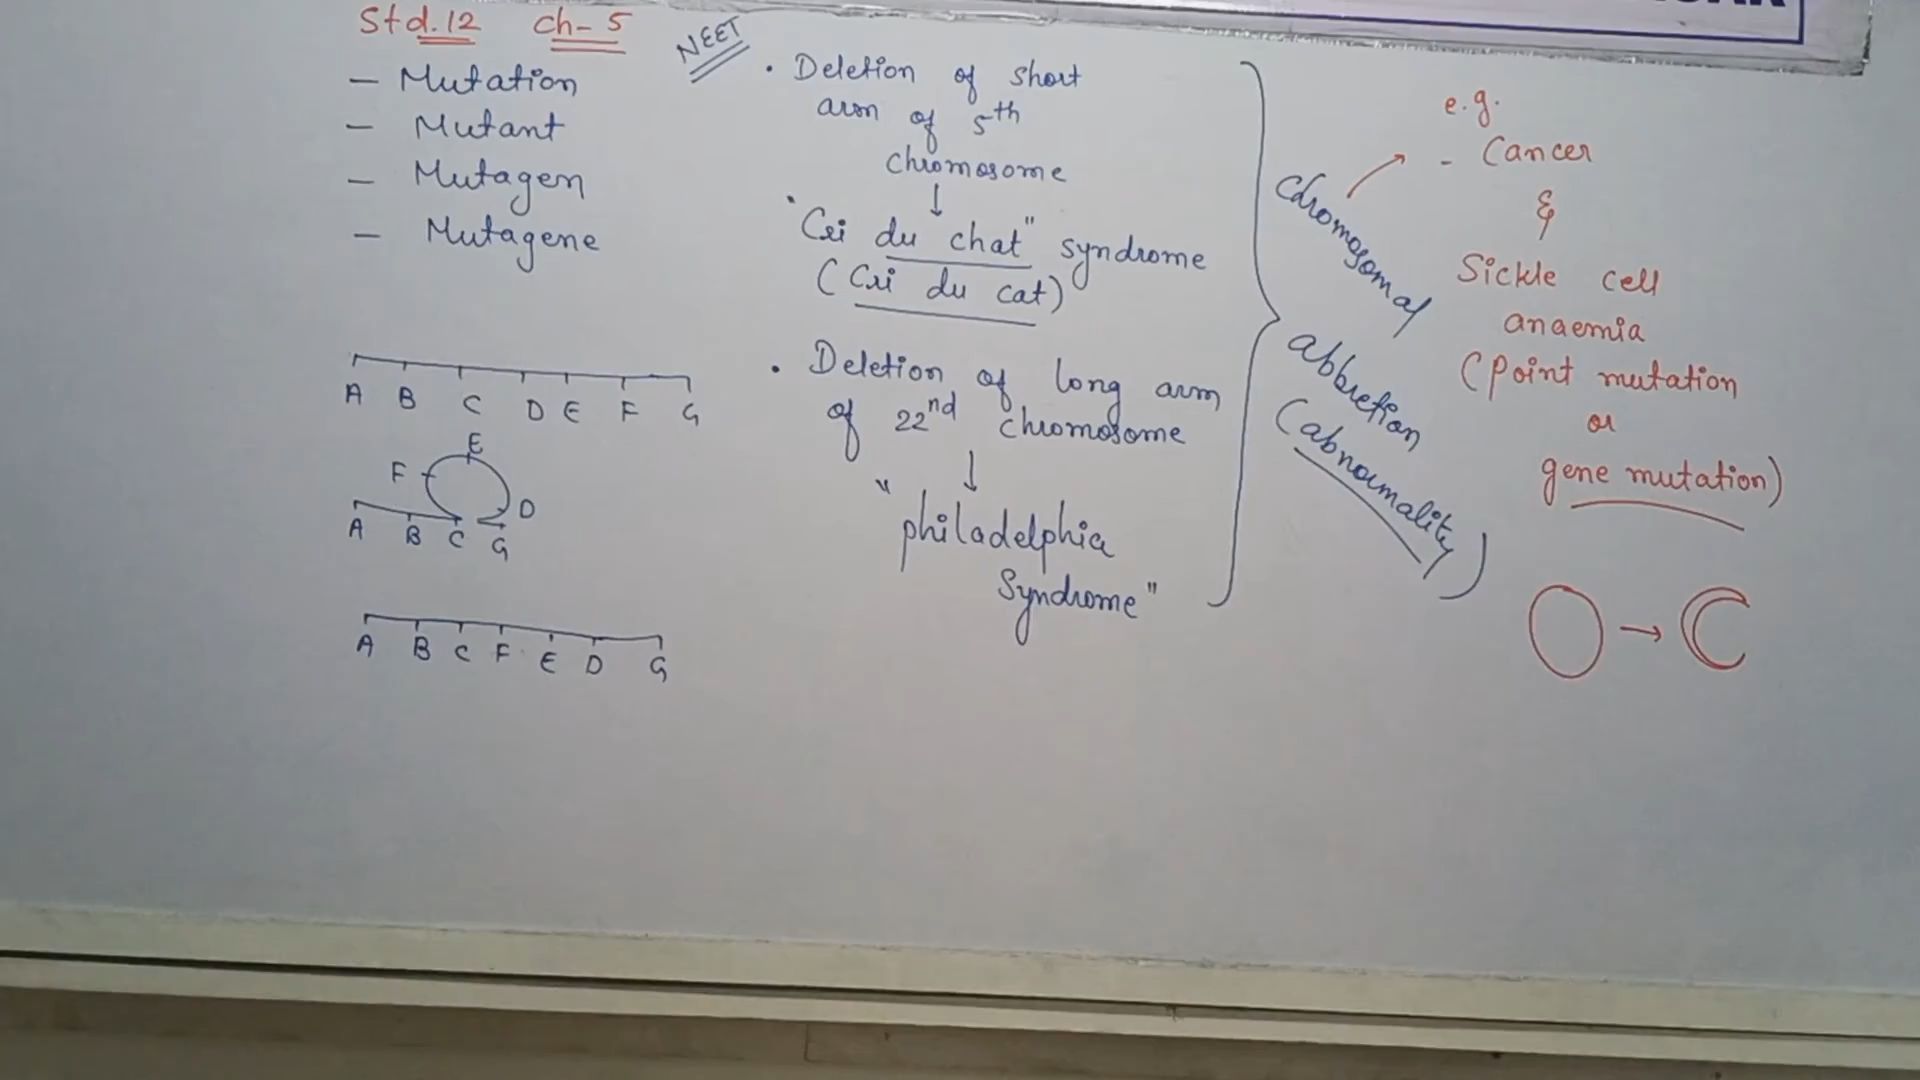 Std. 12 Ch-5
— Mutation
— Mutant
— Mutagen
— Mutagene
A B C D E F G
E
F
D
A B C G
A B C F E D G
NEET
• Deletion of short
arm of 5th
chromosome
↓
"Cri du chat" syndrome
(Cri du cat)
• Deletion of long arm
of 22nd chromosome
↓
"philadelphia
Syndrome"
Chromosomal
abbretion
(abnormality)
e.g.
- Cancer
&
Sickle cell
anaemia
(Point mutation
or
gene mutation)